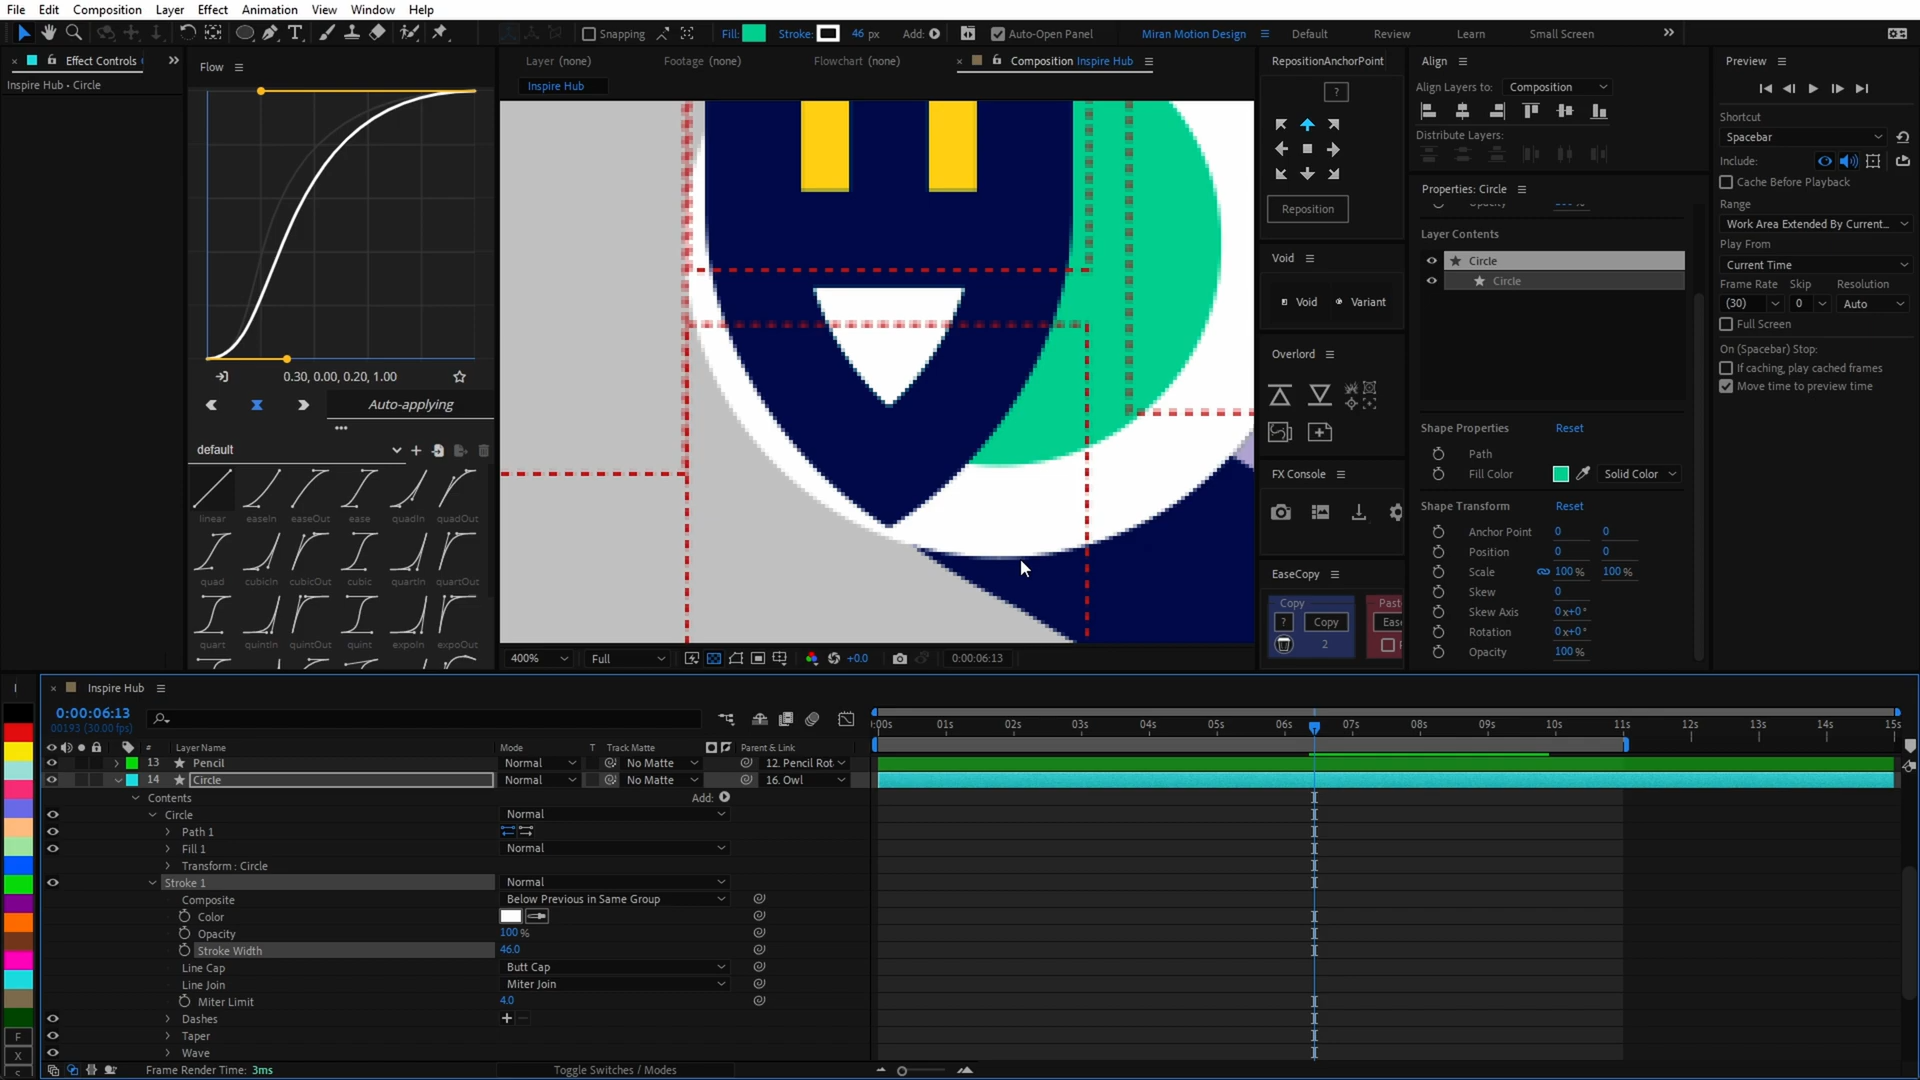 File Edit Composition Layer Effect Animation View Window Help
Snapping Fill: Stroke: 46 px Add: Auto-Open Panel Miran Motion Design Default Review Learn Small Screen
Effect Controls
Inspire Hub • Circle
Flow
0.30, 0.00, 0.20, 1.00
Auto-applying
default
linear easeIn easeOut ease quadIn quadOut
quad cubicIn cubicOut cubic quartIn quartOut
quart quintIn quintOut quint expoIn expoOut
Layer (none) Footage (none) Flowchart (none) Composition Inspire Hub
Inspire Hub
400% Full +0.0 0:00:06:13
RepositionAnchorPoint
?
Reposition
Void
Void Variant
Overlord
FX Console
EaseCopy
Copy Past
? Copy Ease
2
Align
Align Layers to: Composition
Distribute Layers:
Properties: Circle
Opacity
Layer Contents
Circle
Circle
Shape Properties Reset
Path
Fill Color Solid Color
Shape Transform Reset
Anchor Point 0 0
Position 0 0
Scale 100 % 100 %
Skew 0
Skew Axis 0x+0°
Rotation 0x+0°
Opacity 100 %
Preview
Shortcut
Spacebar
Include:
Cache Before Playback
Range
Work Area Extended By Current...
Play From
Current Time
Frame Rate Skip Resolution
(30) 0 Auto
Full Screen
On (Spacebar) Stop:
If caching, play cached frames
Move time to preview time
Inspire Hub
0:00:06:13
00193 (30.00 fps)
:00s 01s 02s 03s 04s 05s 06s 07s 08s 09s 10s 11s 12s 13s 14s 15s
# Layer Name Mode T Track Matte Parent & Link
13 Pencil Normal No Matte 12. Pencil Rot
14 Circle Normal No Matte 16. Owl
Contents Add:
Circle Normal
Path 1
Fill 1 Normal
Transform : Circle
Stroke 1 Normal
Composite Below Previous in Same Group
Color
Opacity 100 %
Stroke Width 46.0
Line Cap Butt Cap
Line Join Miter Join
Miter Limit 4.0
Dashes + −
Taper
Wave
F
X
Frame Render Time: 3ms Toggle Switches / Modes